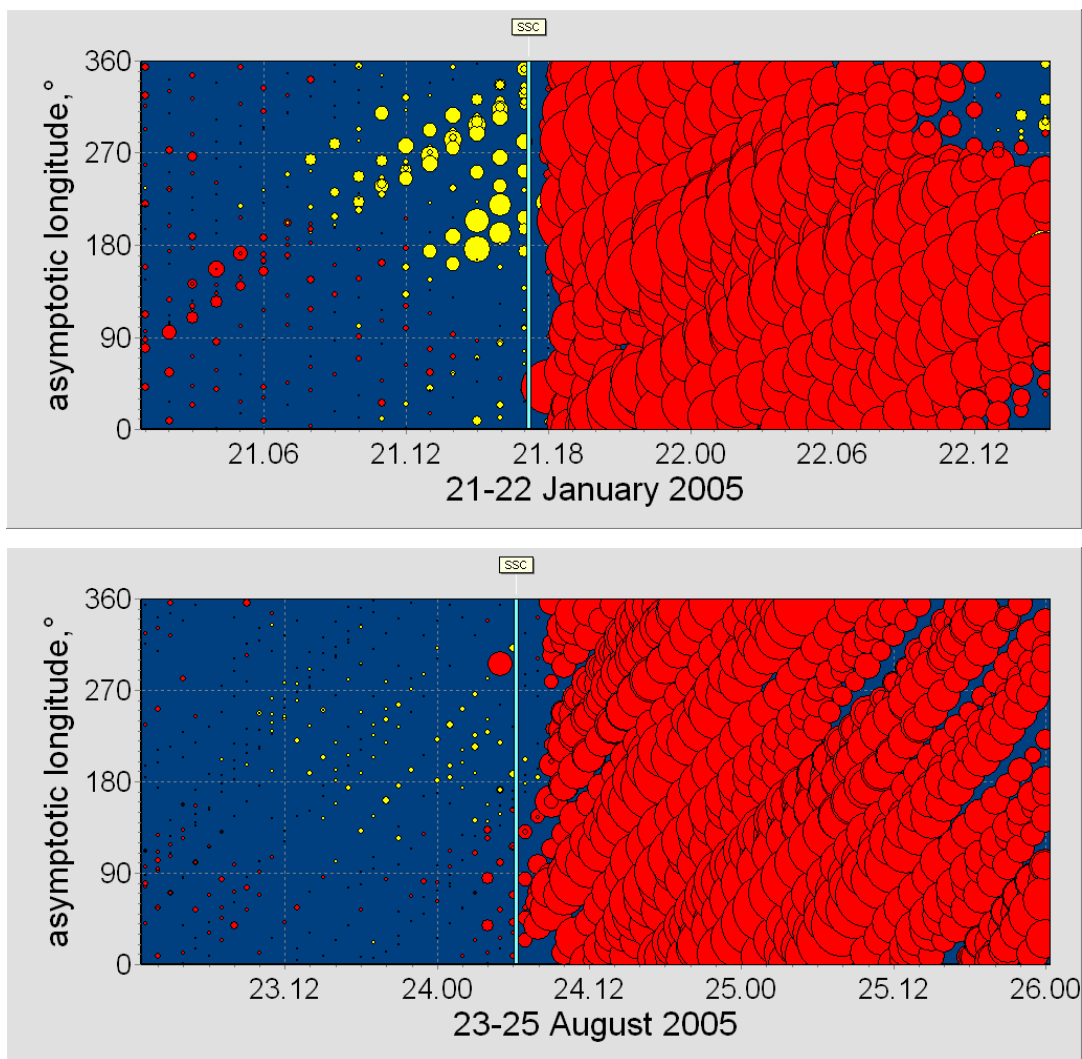 SSC
360
270
180
90
0
asymptotic longitude,°
21.06 21.12 21.18 22.00 22.06 22.12
21-22 January 2005
SSC
360
270
180
90
0
asymptotic longitude,°
23.12 24.00 24.12 25.00 25.12 26.00
23-25 August 2005